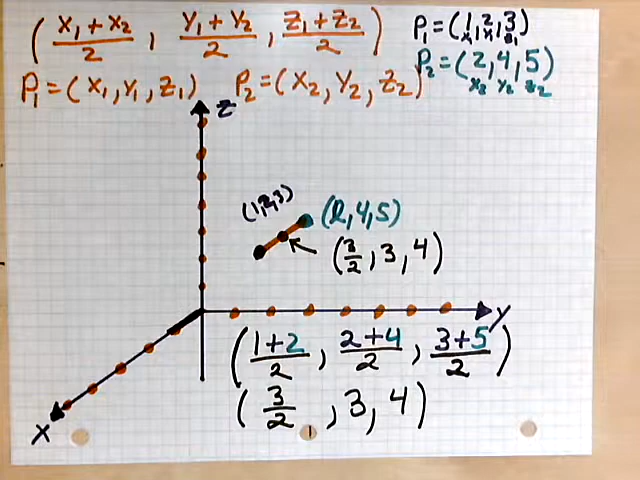 ( x₁+x₂/2 , y₁+y₂/2 , z₁+z₂/2 )
P₁=(1,2,3)
x₁ y₁ z₁
P₂=(2,4,5)
x₂ y₂ z₂
P₁=(x₁,y₁,z₁) P₂=(x₂,y₂,z₂)
z
(1,2,3)
(2,4,5)
(3/2,3,4)
y
( 1+2/2 , 2+4/2 , 3+5/2 )
( 3/2 , 3, 4 )
x